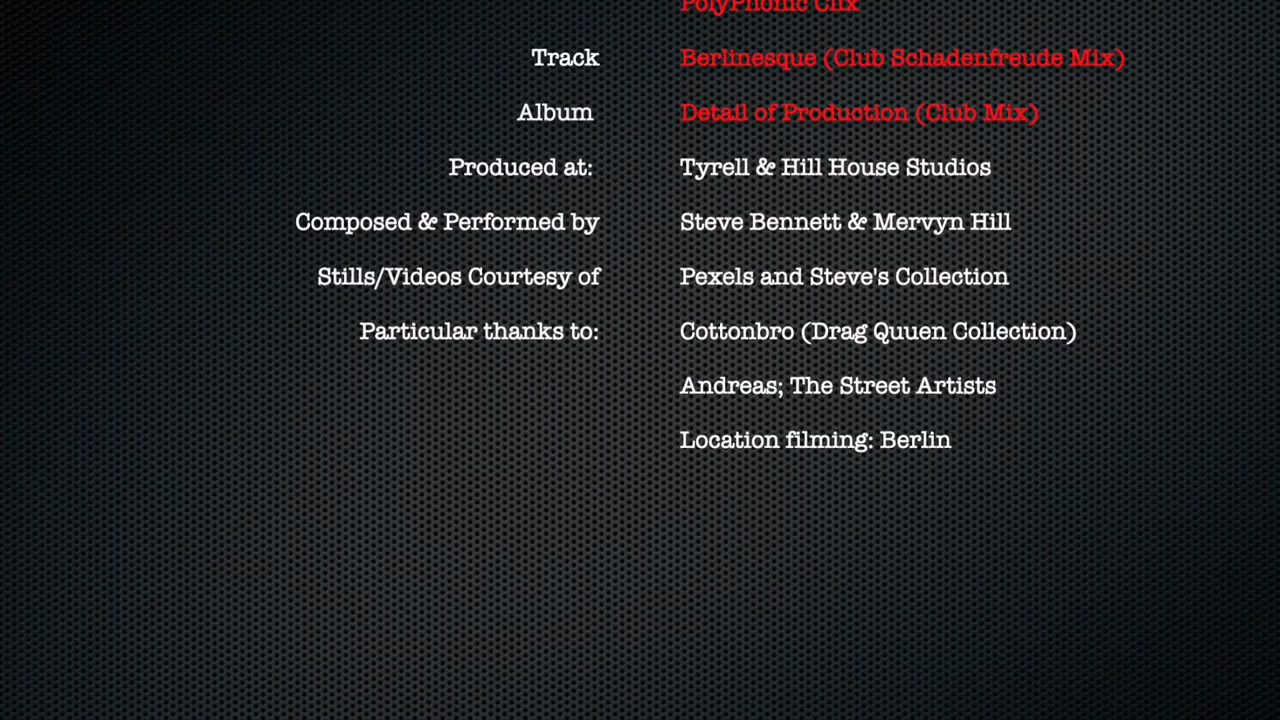 PolyPhonic Clix
Track Berlinesque (Club Schadenfreude Mix)
Album Detail of Production (Club Mix)
Produced at: Tyrell & Hill House Studios
Composed & Performed by Steve Bennett & Mervyn Hill
Stills/Videos Courtesy of Pexels and Steve's Collection
Particular thanks to: Cottonbro (Drag Quuen Collection)
Andreas; The Street Artists
Location filming: Berlin